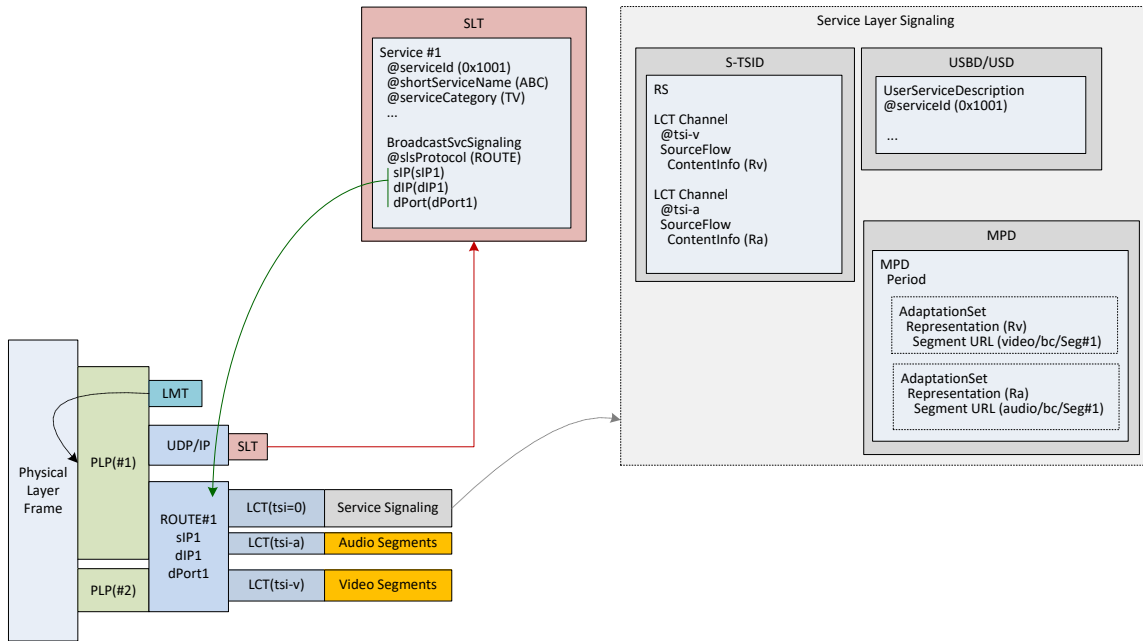 SLT
Service #1
@serviceId (0x1001)
@shortServiceName (ABC)
@serviceCategory (TV)
...
BroadcastSvcSignaling
@slsProtocol (ROUTE)
sIP(sIP1)
dIP(dIP1)
dPort(dPort1)
Service Layer Signaling
S-TSID
RS
LCT Channel
@tsi-v
SourceFlow
ContentInfo (Rv)
LCT Channel
@tsi-a
SourceFlow
ContentInfo (Ra)
USBD/USD
UserServiceDescription
@serviceId (0x1001)
...
MPD
MPD
Period
AdaptationSet
Representation (Rv)
Segment URL (video/bc/Seg#1)
AdaptationSet
Representation (Ra)
Segment URL (audio/bc/Seg#1)
Physical
Layer
Frame
PLP(#1)
PLP(#2)
LMT
UDP/IP
SLT
ROUTE#1
sIP1
dIP1
dPort1
LCT(tsi=0)
Service Signaling
LCT(tsi-a)
Audio Segments
LCT(tsi-v)
Video Segments